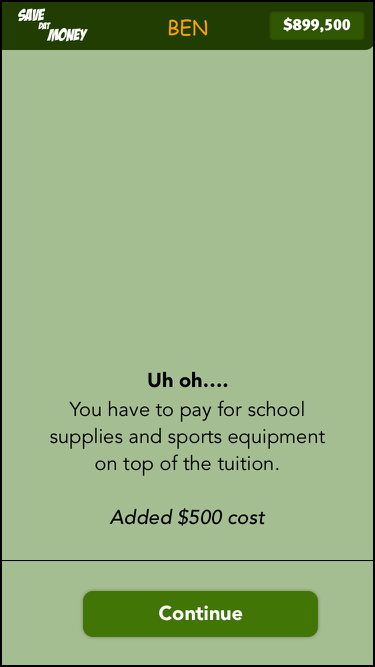 SAVE
DAT
MONEY
BEN
$899,500
Uh oh....
You have to pay for school
supplies and sports equipment
on top of the tuition.
Added $500 cost
Continue